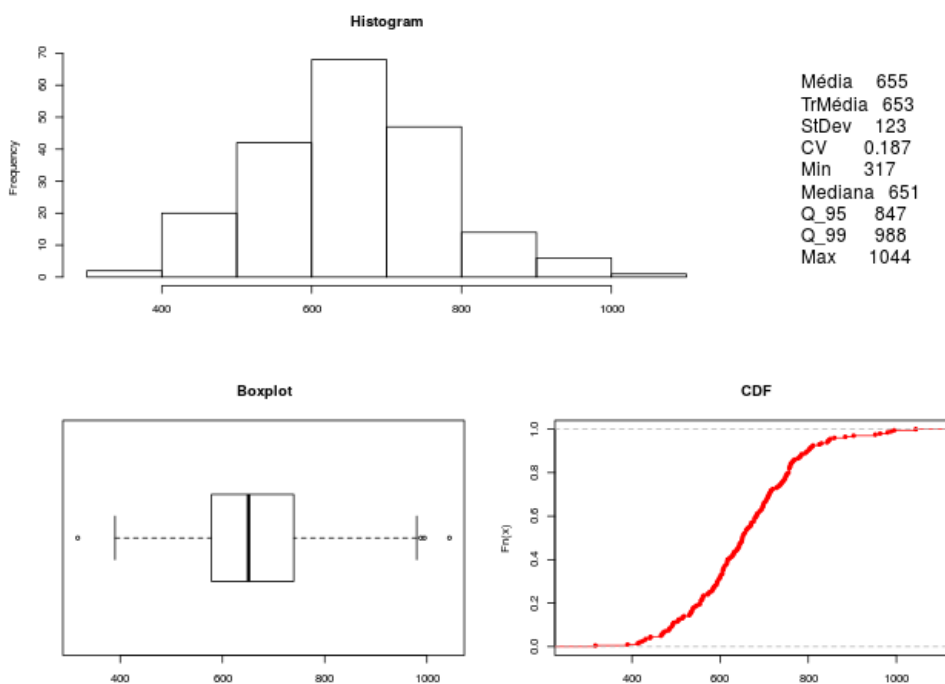 Histogram
70
60
50
40
30
20
10
0
Frequency
400 600 800 1000
Média 655
TrMédia 653
StDev 123
CV 0.187
Min 317
Mediana 651
Q_95 847
Q_99 988
Max 1044
Boxplot
400 600 800 1000
CDF
1.0
0.8
0.6
0.4
0.2
0.0
Fn(x)
400 600 800 1000